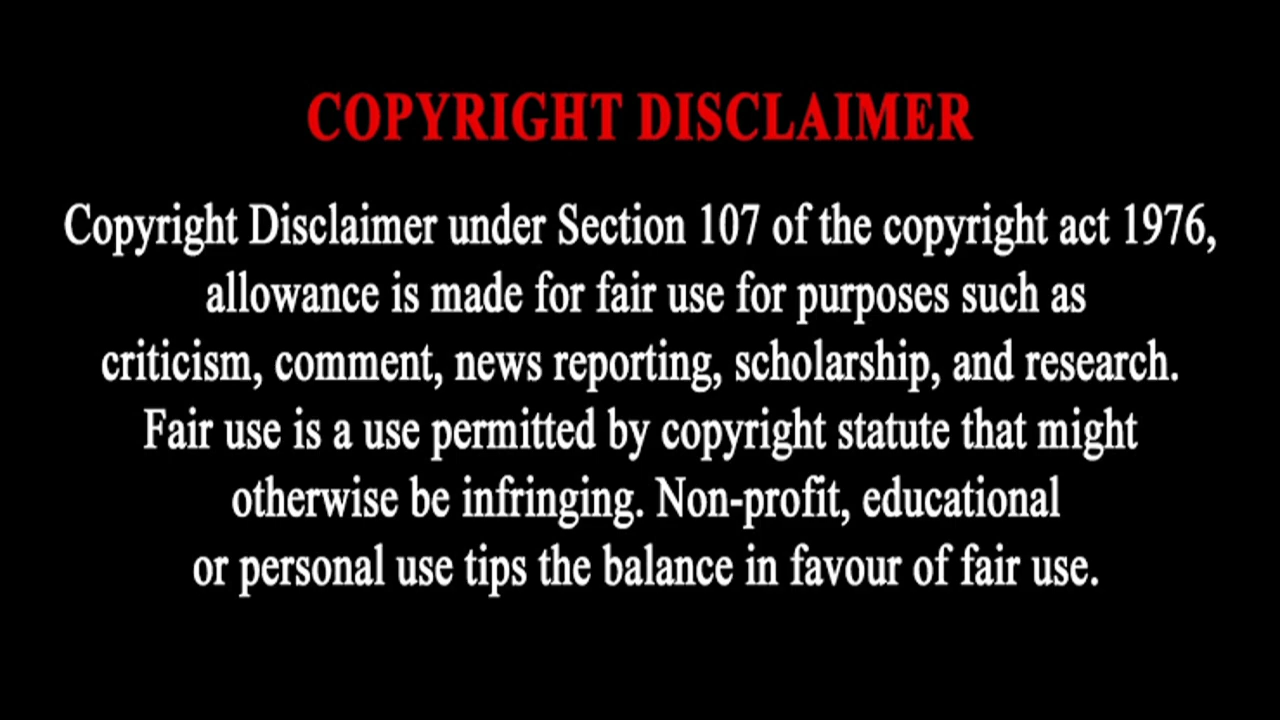 COPYRIGHT DISCLAIMER
Copyright Disclaimer under Section 107 of the copyright act 1976,
allowance is made for fair use for purposes such as
criticism, comment, news reporting, scholarship, and research.
Fair use is a use permitted by copyright statute that might
otherwise be infringing. Non-profit, educational
or personal use tips the balance in favour of fair use.